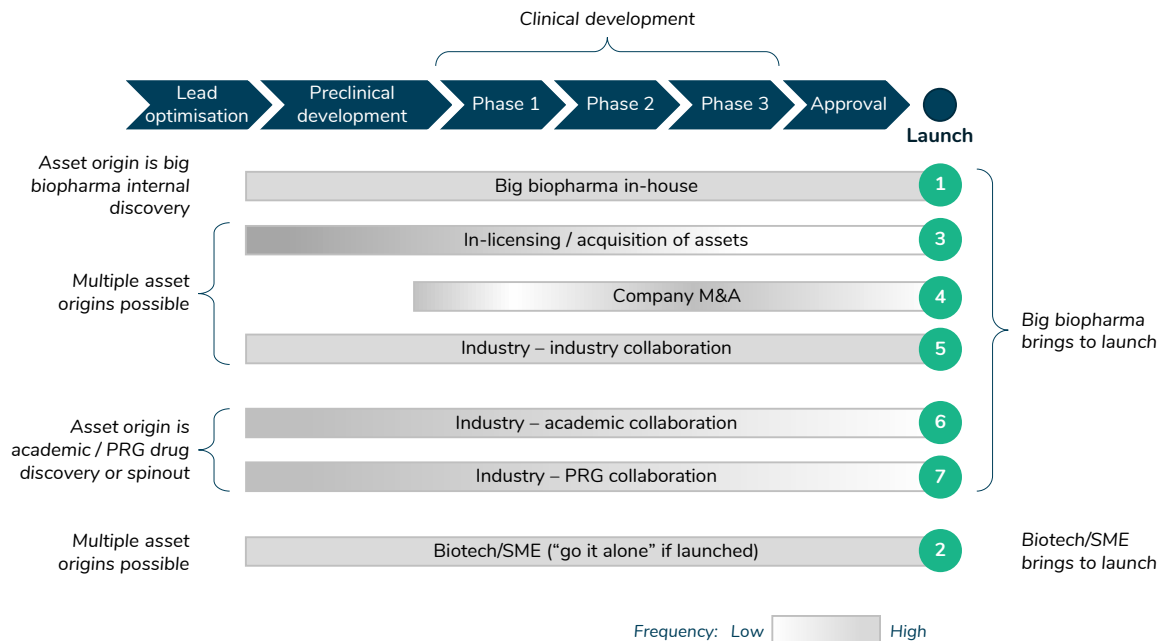 Clinical development
Lead
optimisation
Preclinical
development
Phase 1
Phase 2
Phase 3
Approval
Launch
Asset origin is big
biopharma internal
discovery
Big biopharma in-house
1
In-licensing / acquisition of assets
3
Multiple asset
origins possible
Company M&A
4
Industry – industry collaboration
5
Big biopharma
brings to launch
Asset origin is
academic / PRG drug
discovery or spinout
Industry – academic collaboration
6
Industry – PRG collaboration
7
Multiple asset
origins possible
Biotech/SME (“go it alone” if launched)
2
Biotech/SME
brings to launch
Frequency: Low High